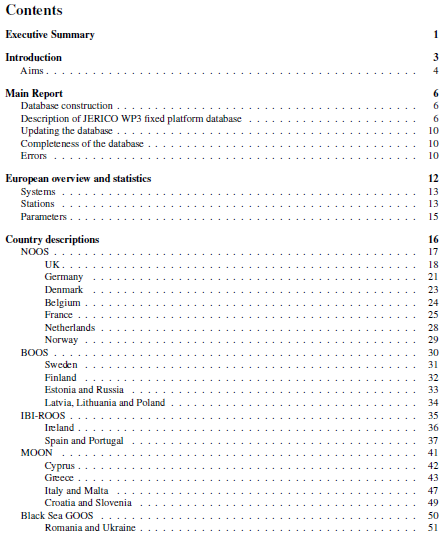 Contents
Executive Summary 1
Introduction 3
Aims . . . . . . . . . . . . . . . . . . . . 4
Main Report 6
Database construction . . . . . . . . . . . . . . . . . . . . 6
Description of JERICO WP3 fixed platform database . . . . . . . . . . . . . . . . . . . . 6
Updating the database . . . . . . . . . . . . . . . . . . . . 10
Completeness of the database . . . . . . . . . . . . . . . . . . . . 10
Errors . . . . . . . . . . . . . . . . . . . . 10
European overview and statistics 12
Systems . . . . . . . . . . . . . . . . . . . . 13
Stations . . . . . . . . . . . . . . . . . . . . 13
Parameters . . . . . . . . . . . . . . . . . . . . 15
Country descriptions 16
NOOS . . . . . . . . . . . . . . . . . . . . 17
UK . . . . . . . . . . . . . . . . . . . . 18
Germany . . . . . . . . . . . . . . . . . . . . 21
Denmark . . . . . . . . . . . . . . . . . . . . 23
Belgium . . . . . . . . . . . . . . . . . . . . 24
France . . . . . . . . . . . . . . . . . . . . 25
Netherlands . . . . . . . . . . . . . . . . . . . . 28
Norway . . . . . . . . . . . . . . . . . . . . 29
BOOS . . . . . . . . . . . . . . . . . . . . 30
Sweden . . . . . . . . . . . . . . . . . . . . 31
Finland . . . . . . . . . . . . . . . . . . . . 32
Estonia and Russia . . . . . . . . . . . . . . . . . . . . 33
Latvia, Lithuania and Poland . . . . . . . . . . . . . . . . . . . . 34
IBI-ROOS . . . . . . . . . . . . . . . . . . . . 35
Ireland . . . . . . . . . . . . . . . . . . . . 36
Spain and Portugal . . . . . . . . . . . . . . . . . . . . 37
MOON . . . . . . . . . . . . . . . . . . . . 41
Cyprus . . . . . . . . . . . . . . . . . . . . 42
Greece . . . . . . . . . . . . . . . . . . . . 43
Italy and Malta . . . . . . . . . . . . . . . . . . . . 47
Croatia and Slovenia . . . . . . . . . . . . . . . . . . . . 49
Black Sea GOOS . . . . . . . . . . . . . . . . . . . . 50
Romania and Ukraine . . . . . . . . . . . . . . . . . . . . 51